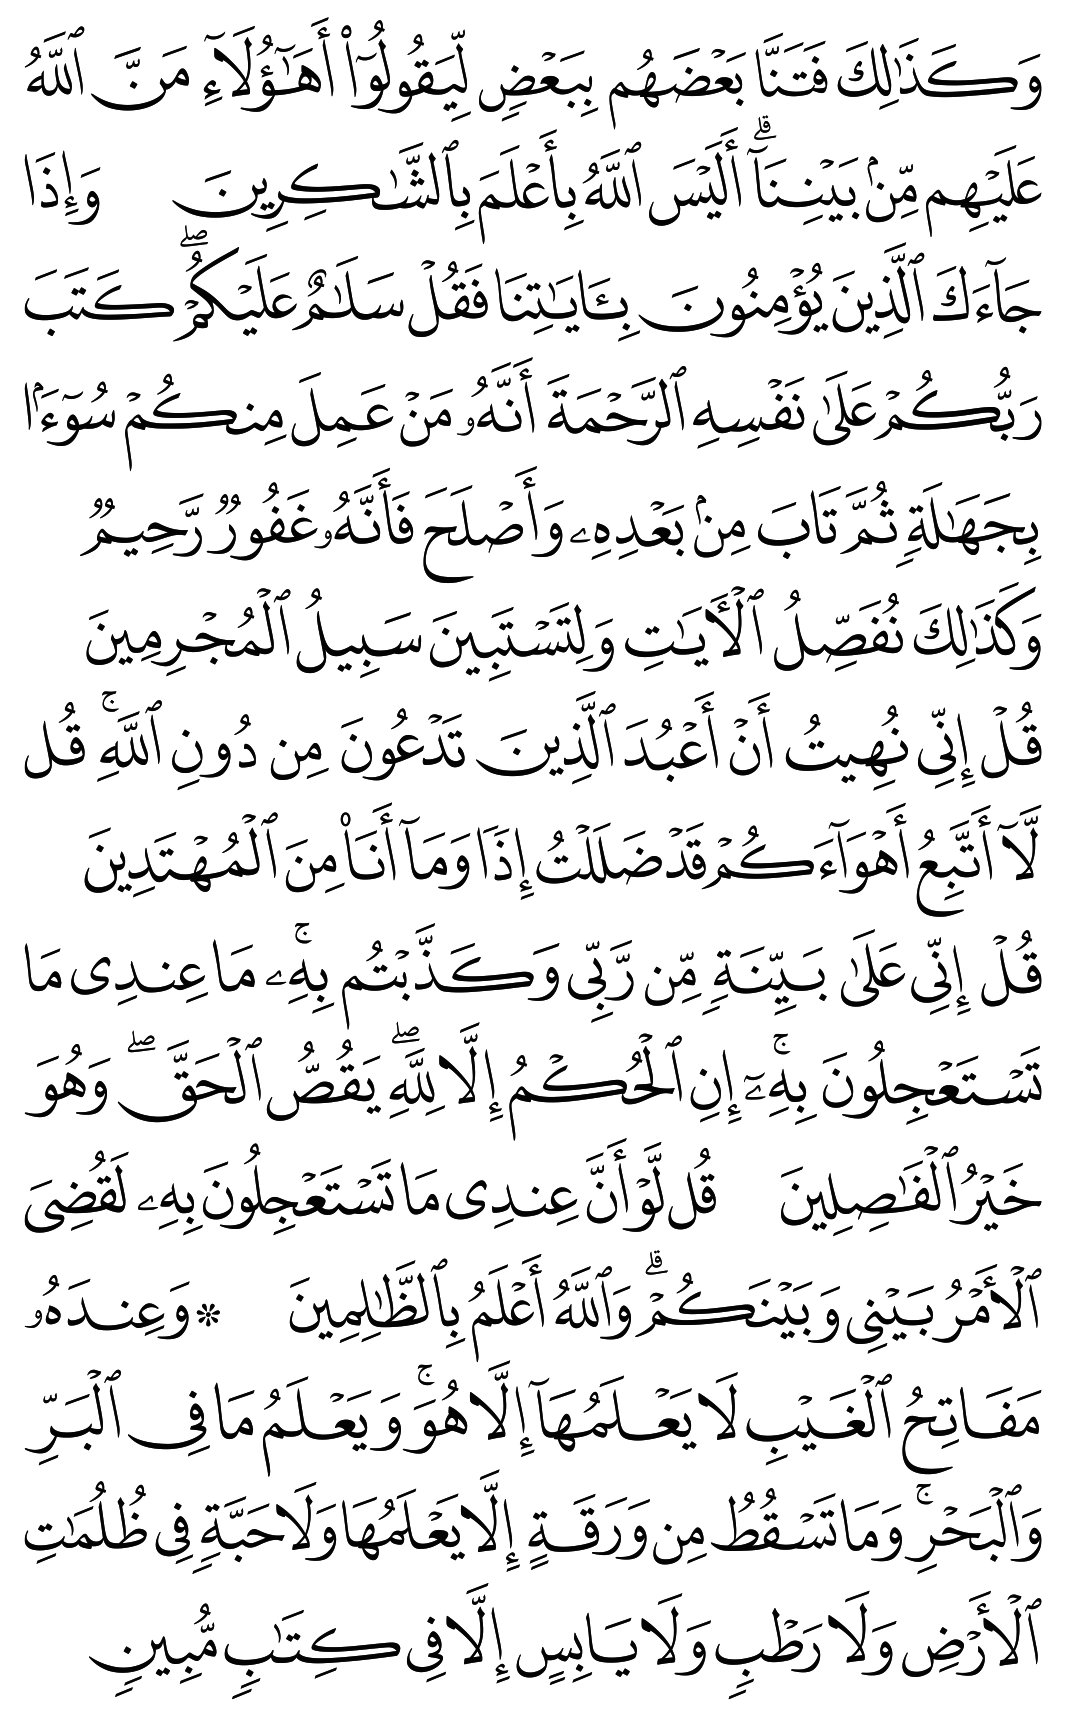 وَكَذَٰلِكَ فَتَنَّا بَعْضَهُم بِبَعْضٍ لِّيَقُولُوٓا۟ أَهَـٰٓؤُلَآءِ مَنَّ ٱللَّهُ
عَلَيْهِم مِّنۢ بَيْنِنَآ ۗ أَلَيْسَ ٱللَّهُ بِأَعْلَمَ بِٱلشَّـٰكِرِينَ وَإِذَا
جَآءَكَ ٱلَّذِينَ يُؤْمِنُونَ بِـَٔايَـٰتِنَا فَقُلْ سَلَـٰمٌ عَلَيْكُمْ ۖ كَتَبَ
رَبُّكُمْ عَلَىٰ نَفْسِهِ ٱلرَّحْمَةَ أَنَّهُۥ مَنْ عَمِلَ مِنكُمْ سُوٓءَۢا
بِجَهَـٰلَةٍ ثُمَّ تَابَ مِنۢ بَعْدِهِۦ وَأَصْلَحَ فَأَنَّهُۥ غَفُورٌ رَّحِيمٌ
وَكَذَٰلِكَ نُفَصِّلُ ٱلْـَٔايَـٰتِ وَلِتَسْتَبِينَ سَبِيلُ ٱلْمُجْرِمِينَ
قُلْ إِنِّى نُهِيتُ أَنْ أَعْبُدَ ٱلَّذِينَ تَدْعُونَ مِن دُونِ ٱللَّهِ ۚ قُل
لَّآ أَتَّبِعُ أَهْوَآءَكُمْ قَدْ ضَلَلْتُ إِذًا وَمَآ أَنَا۠ مِنَ ٱلْمُهْتَدِينَ
قُلْ إِنِّى عَلَىٰ بَيِّنَةٍ مِّن رَّبِّى وَكَذَّبْتُم بِهِۦ ۚ مَا عِندِى مَا
تَسْتَعْجِلُونَ بِهِۦٓ ۚ إِنِ ٱلْحُكْمُ إِلَّا لِلَّهِ ۖ يَقُصُّ ٱلْحَقَّ ۖ وَهُوَ
خَيْرُ ٱلْفَـٰصِلِينَ قُل لَّوْ أَنَّ عِندِى مَا تَسْتَعْجِلُونَ بِهِۦ لَقُضِىَ
ٱلْأَمْرُ بَيْنِى وَبَيْنَكُمْ ۗ وَٱللَّهُ أَعْلَمُ بِٱلظَّـٰلِمِينَ ۞ وَعِندَهُۥ
مَفَاتِحُ ٱلْغَيْبِ لَا يَعْلَمُهَآ إِلَّا هُوَ ۚ وَيَعْلَمُ مَا فِى ٱلْبَرِّ
وَٱلْبَحْرِ ۚ وَمَا تَسْقُطُ مِن وَرَقَةٍ إِلَّا يَعْلَمُهَا وَلَا حَبَّةٍ فِى ظُلُمَـٰتِ
ٱلْأَرْضِ وَلَا رَطْبٍ وَلَا يَابِسٍ إِلَّا فِى كِتَـٰبٍ مُّبِينٍ